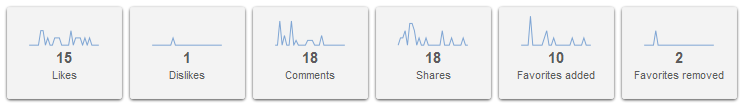 15
Likes
1
Dislikes
18
Comments
18
Shares
10
Favorites added
2
Favorites removed